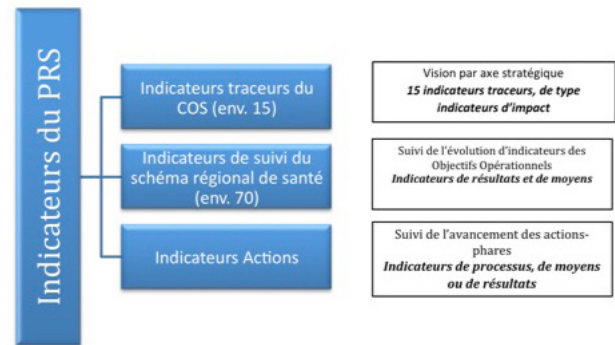 Indicateurs du PRS
Indicateurs traceurs du
COS (env. 15)
Vision par axe stratégique
15 indicateurs traceurs, de type
indicateurs d'impact
Indicateurs de suivi du
schéma régional de santé
(env. 70)
Suivi de l'évolution d'indicateurs des
Objectifs Opérationnels
Indicateurs de résultats et de moyens
Indicateurs Actions
Suivi de l'avancement des actions-
phares
Indicateurs de processus, de moyens
ou de résultats